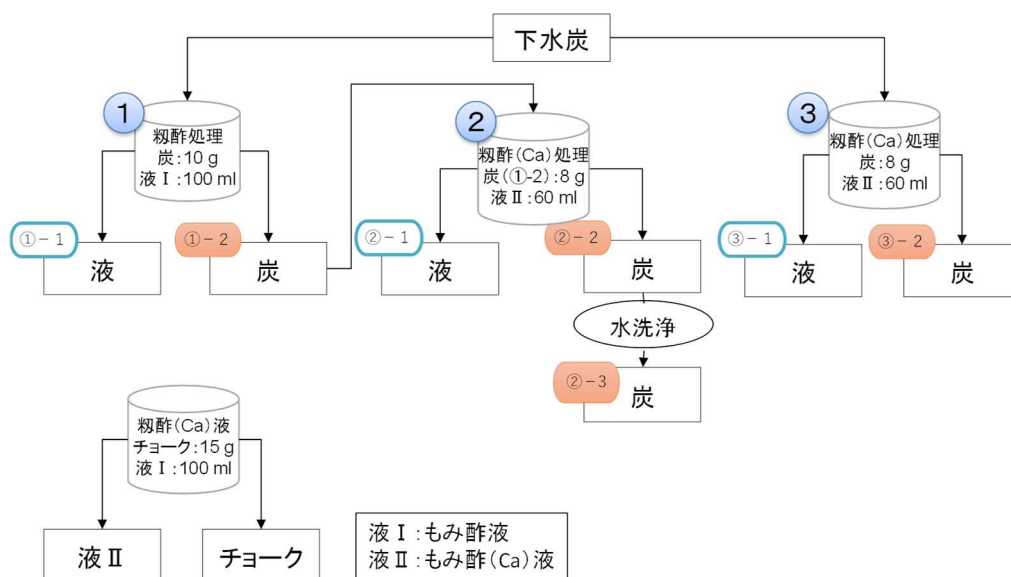 下水炭
1
籾酢処理
炭:10 g
液Ⅰ:100 ml
2
籾酢(Ca)処理
炭(①-2):8 g
液Ⅱ:60 ml
3
籾酢(Ca)処理
炭:8 g
液Ⅱ:60 ml
①-1
液
①-2
炭
②-1
液
②-2
炭
③-1
液
③-2
炭
水洗浄
②-3
炭
籾酢(Ca)液
チョーク:15 g
液Ⅰ:100 ml
液Ⅱ
チョーク
液Ⅰ:もみ酢液
液Ⅱ:もみ酢(Ca)液